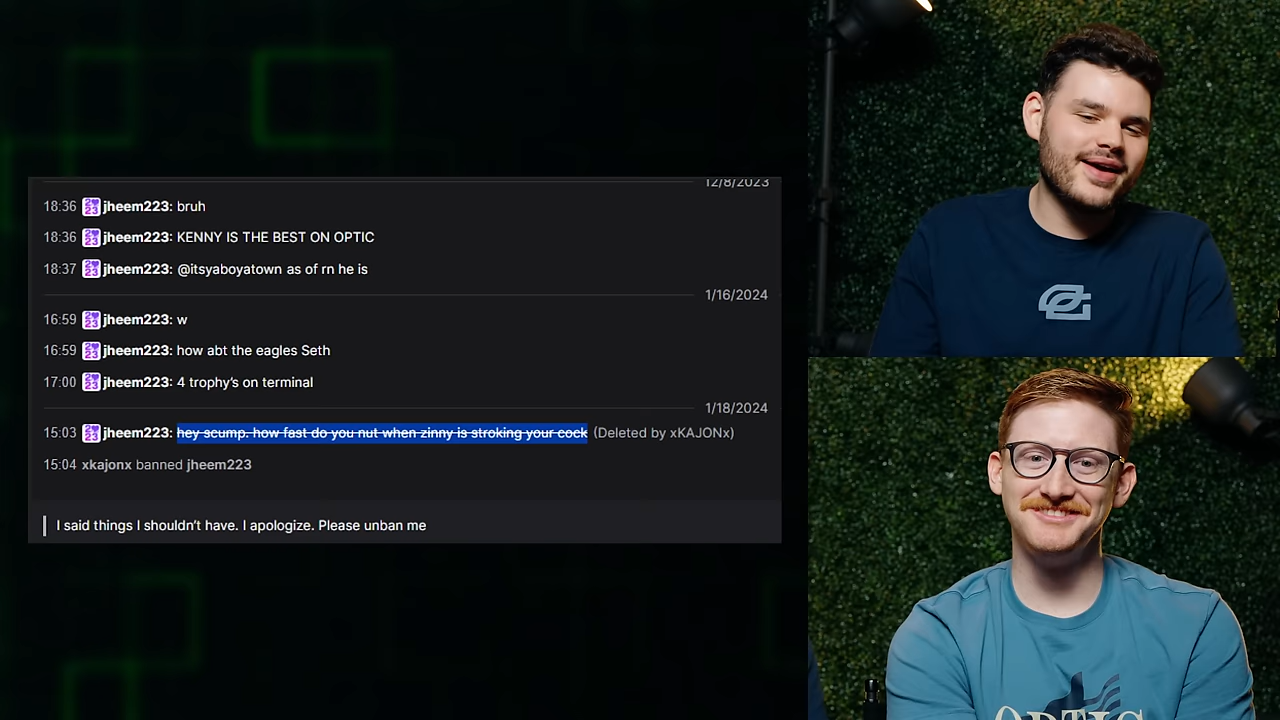 12/8/2023
18:36 jheem223: bruh
18:36 jheem223: KENNY IS THE BEST ON OPTIC
18:37 jheem223: @itsyaboyatown as of rn he is
1/16/2024
16:59 jheem223: w
16:59 jheem223: how abt the eagles Seth
17:00 jheem223: 4 trophy's on terminal
1/18/2024
15:03 jheem223: hey scump. how fast do you nut when zinny is stroking your cock (Deleted by xKAJONx)
15:04 xkajonx banned jheem223
I said things I shouldn't have. I apologize. Please unban me
OPTIC